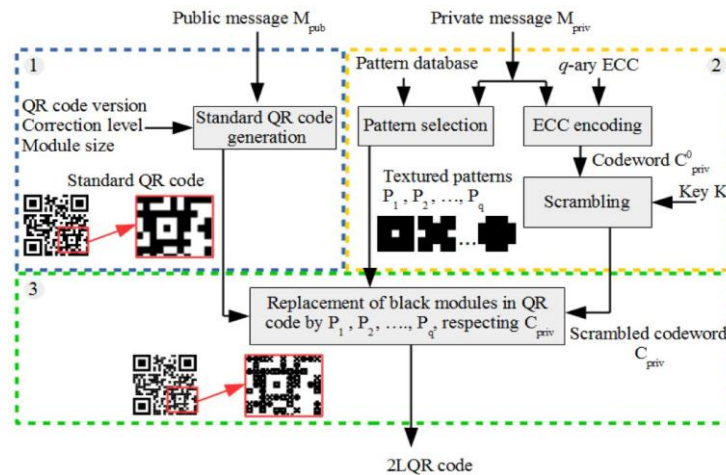 Public message M_pub
Private message M_priv
1
2
Pattern database
q-ary ECC
QR code version
Correction level
Module size
Standard QR code
generation
Pattern selection
ECC encoding
Codeword C⁰_priv
Standard QR code
Textured patterns
P_1 , P_2 , …, P_q
...
Scrambling
Key K
3
Replacement of black modules in QR
code by P_1 , P_2 , …., P_q, respecting C_priv
Scrambled codeword
C_priv
2LQR code